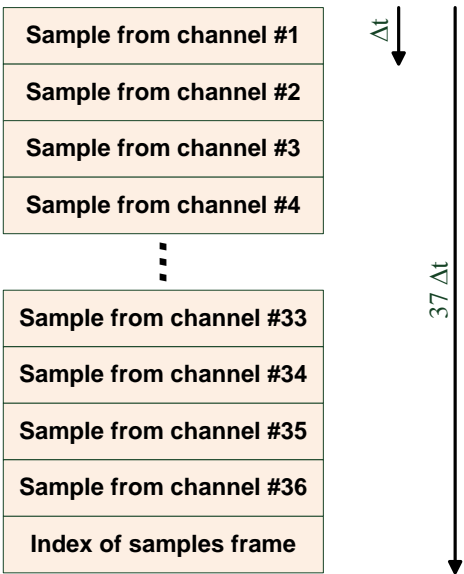 Sample from channel #1
Δt
Sample from channel #2
Sample from channel #3
Sample from channel #4
37 Δt
Sample from channel #33
Sample from channel #34
Sample from channel #35
Sample from channel #36
Index of samples frame